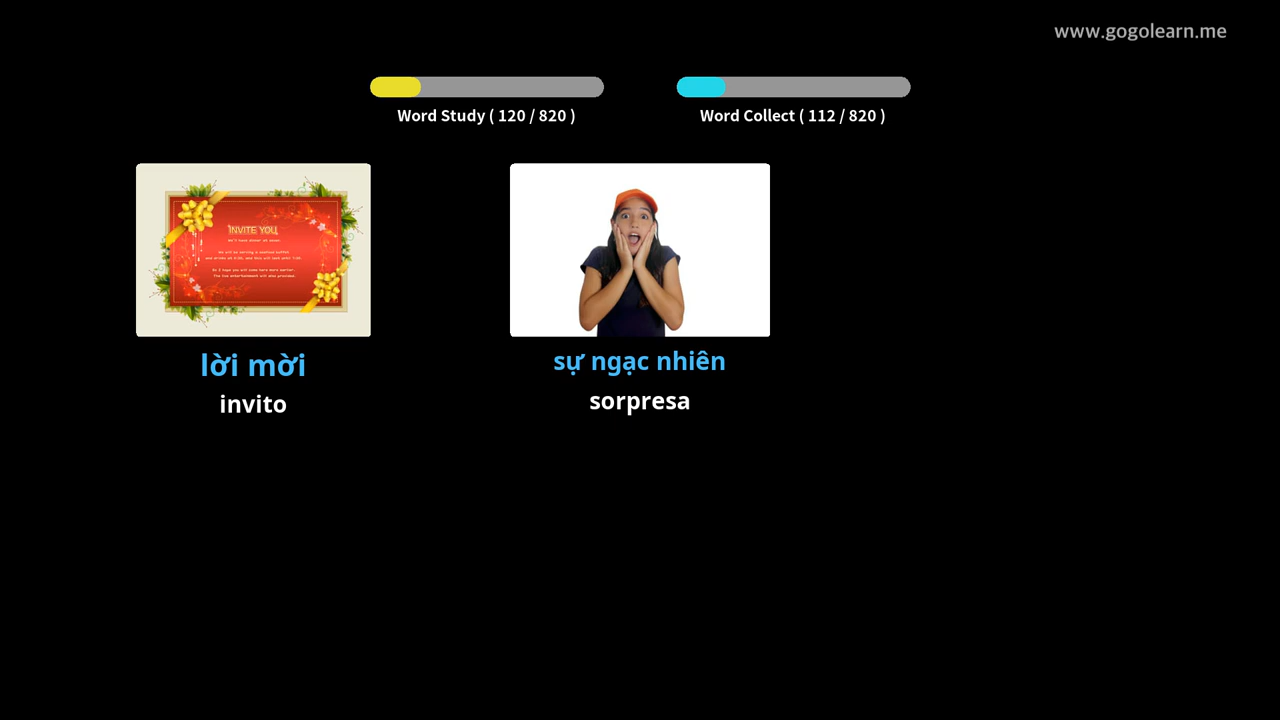 www.gogolearn.me
Word Study ( 120 / 820 )
Word Collect ( 112 / 820 )
INVITE YOU
lời mời
invito
sự ngạc nhiên
sorpresa